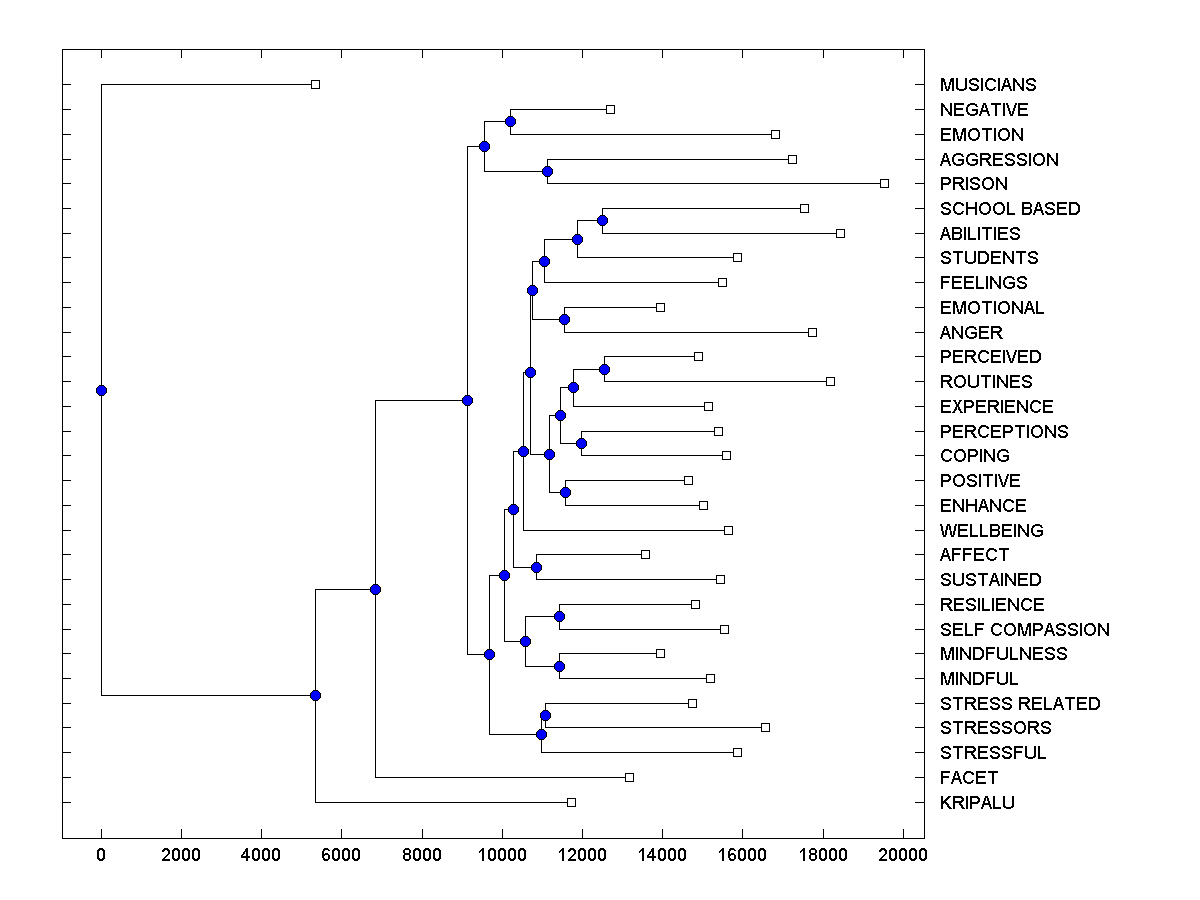 MUSICIANS
NEGATIVE
EMOTION
AGGRESSION
PRISON
SCHOOL BASED
ABILITIES
STUDENTS
FEELINGS
EMOTIONAL
ANGER
PERCEIVED
ROUTINES
EXPERIENCE
PERCEPTIONS
COPING
POSITIVE
ENHANCE
WELLBEING
AFFECT
SUSTAINED
RESILIENCE
SELF COMPASSION
MINDFULNESS
MINDFUL
STRESS RELATED
STRESSORS
STRESSFUL
FACET
KRIPALU
0 2000 4000 6000 8000 10000 12000 14000 16000 18000 20000